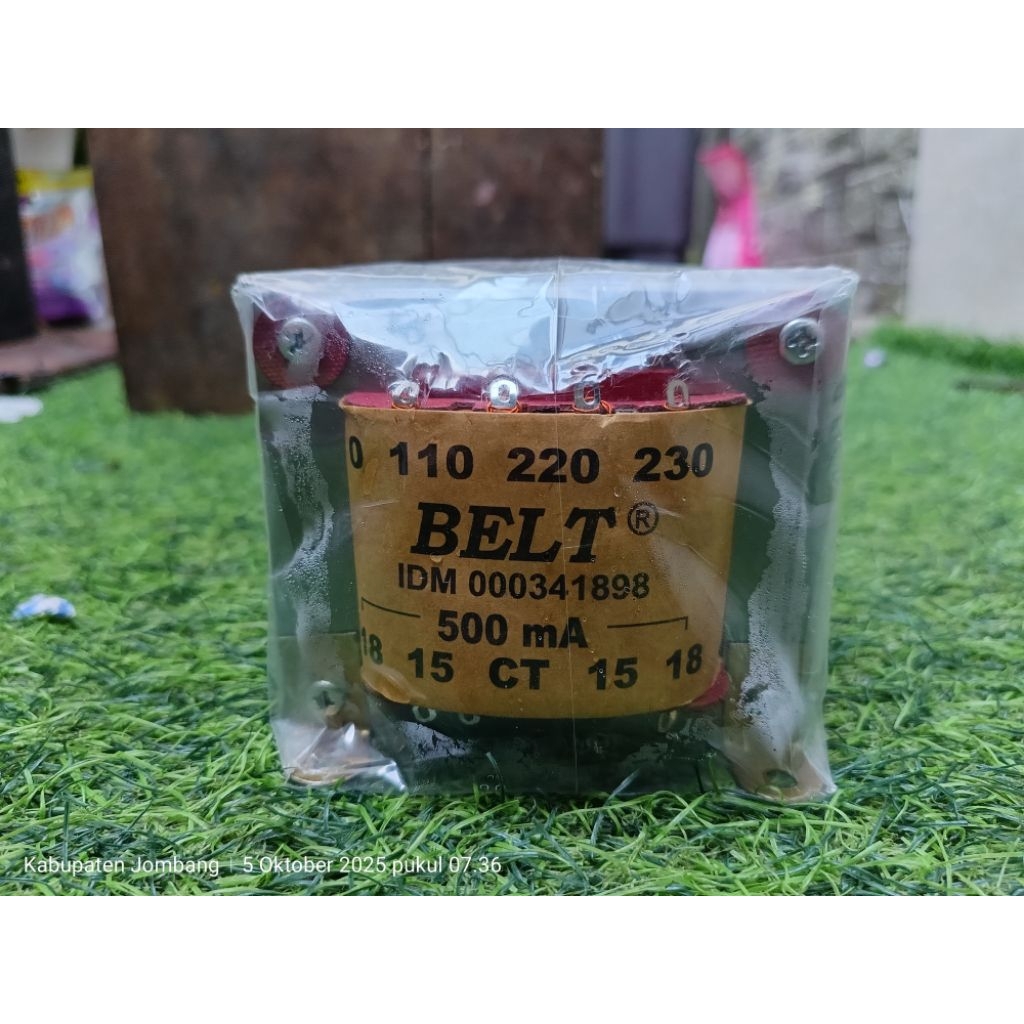 0 110 220 230
BELT ®
IDM 000341898
500 mA
18 15 CT 15 18
Kabupaten Jombang | 5 Oktober 2025 pukul 07.36